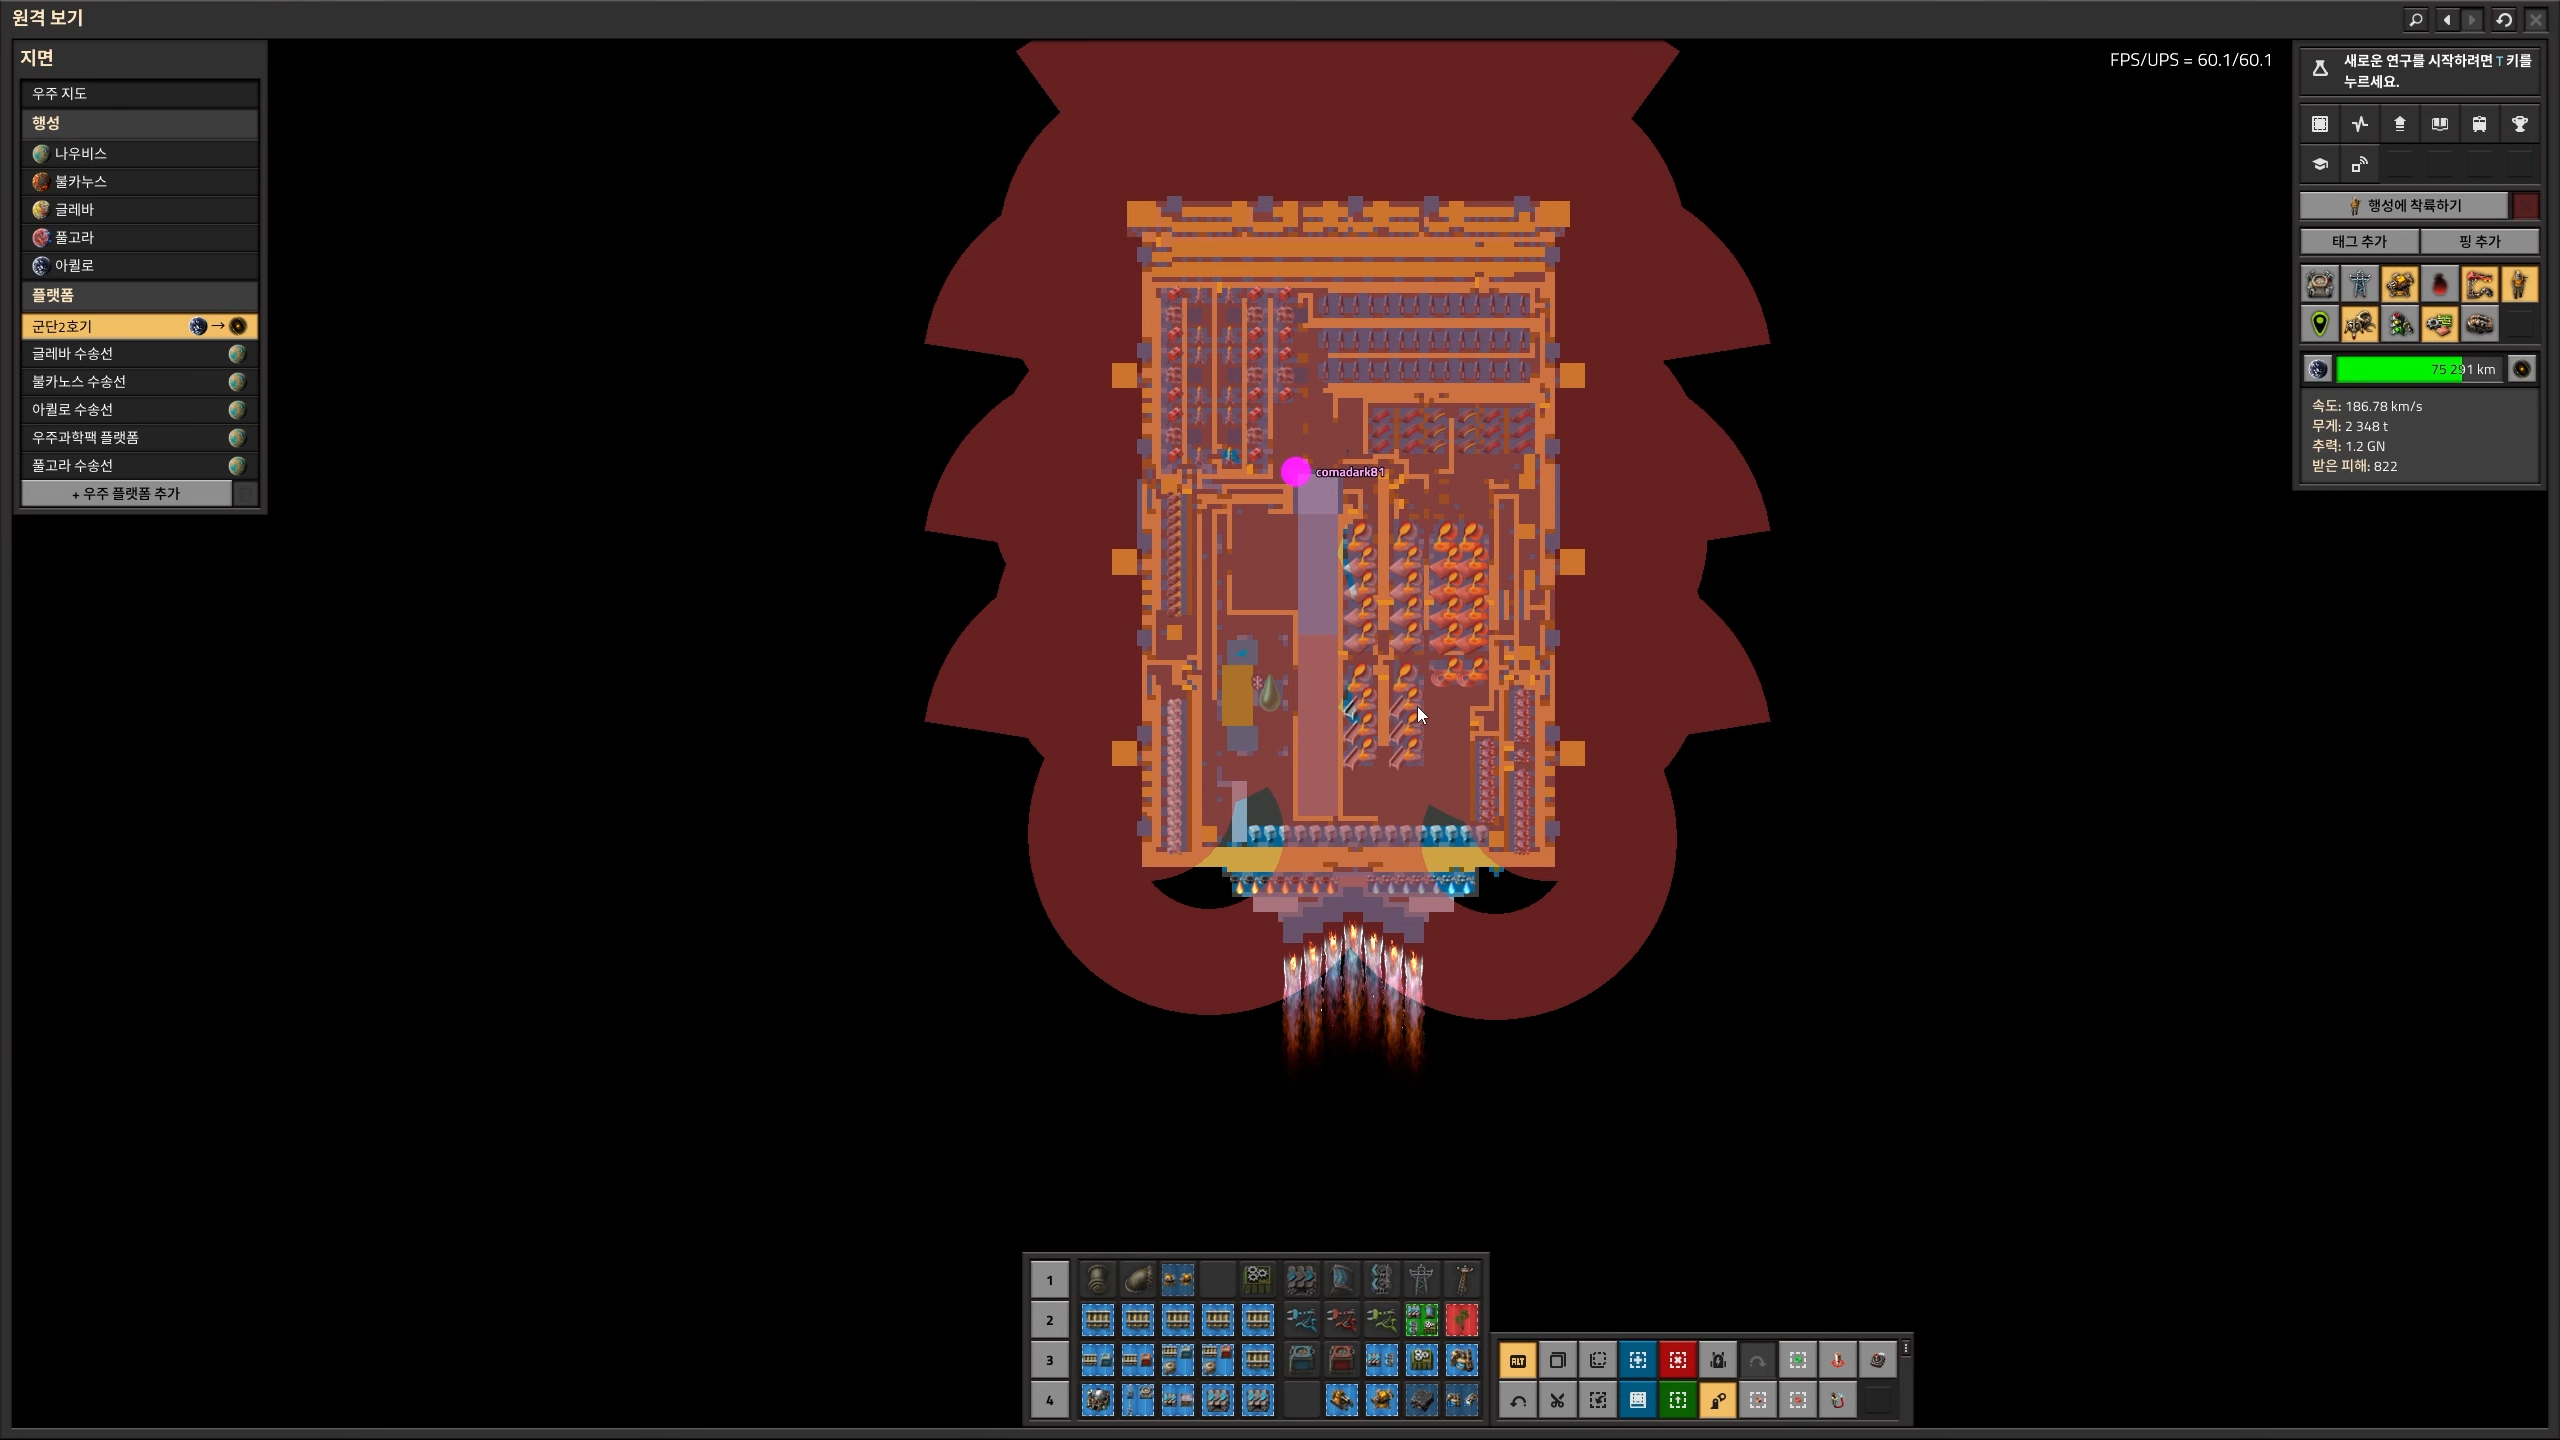 원격 보기
지면
우주 지도
행성
나우비스
불카누스
글레바
풀고라
아퀼로
플랫폼
군단2호기
글레바 수송선
불카노스 수송선
아퀼로 수송선
우주과학팩 플랫폼
풀고라 수송선
+ 우주 플랫폼 추가
FPS/UPS = 60.1/60.1
새로운 연구를 시작하려면 T 키를
누르세요.
행성에 착륙하기
태그 추가
핑 추가
75 291 km
속도: 186.78 km/s
무게: 2 348 t
추력: 1.2 GN
받은 피해: 822
comadark81
1
2
3
4
ALT